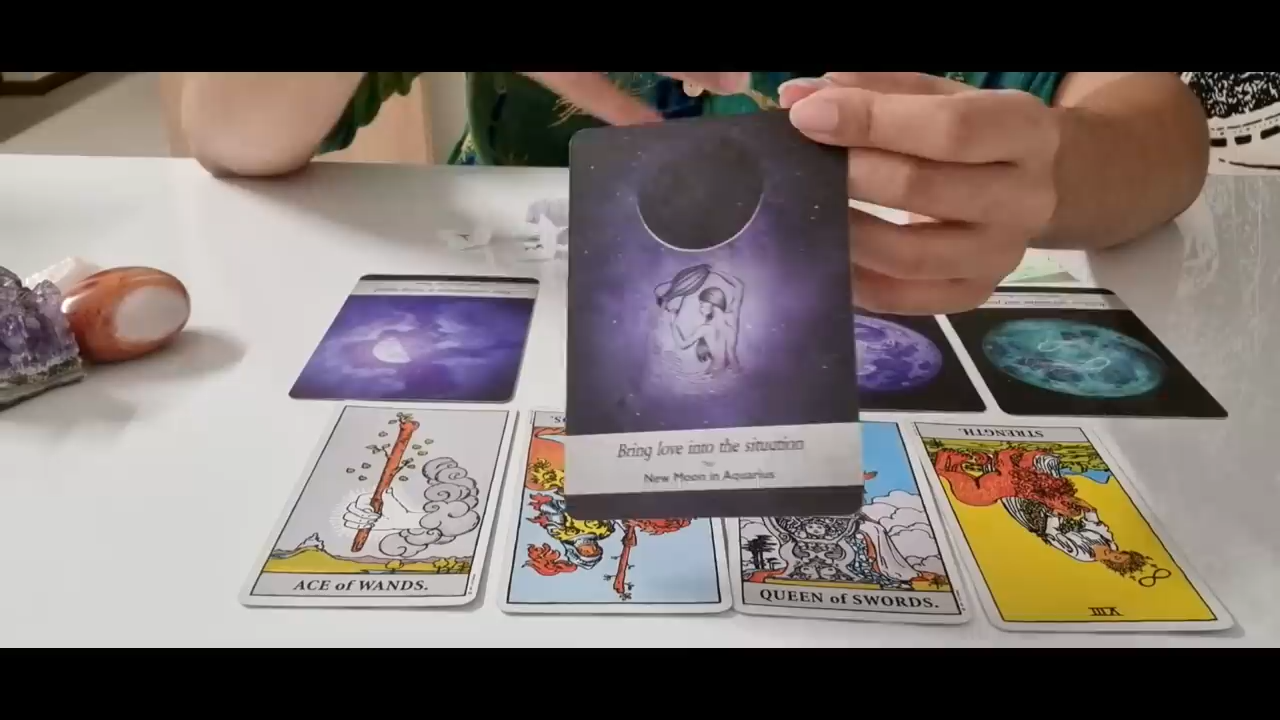 Bring love into the situation
New Moon in Aquarius
STRENGTH.
ACE of WANDS.
QUEEN of SWORDS.
VIII